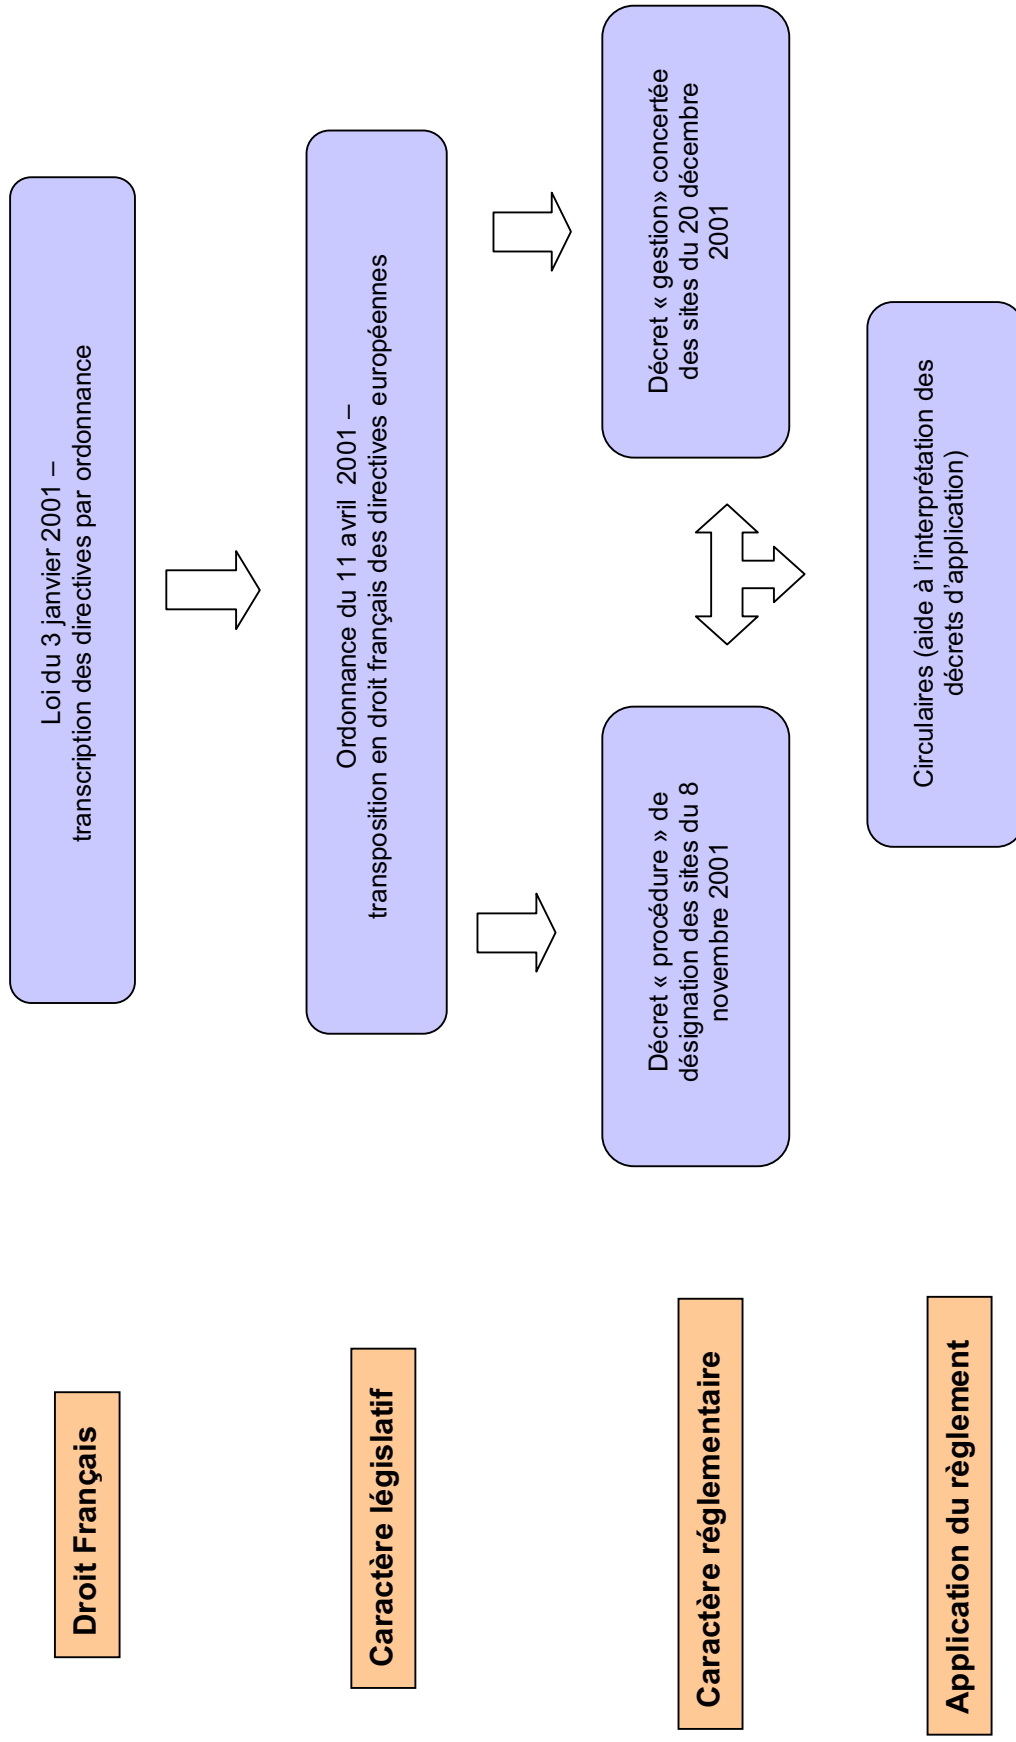 Droit Français
Loi du 3 janvier 2001 –
transcription des directives par ordonnance
Caractère législatif
Ordonnance du 11 avril 2001 –
transposition en droit français des directives européennes
Caractère réglementaire
Décret « procédure » de
désignation des sites du 8
novembre 2001
Décret « gestion» concertée
des sites du 20 décembre
2001
Application du règlement
Circulaires (aide à l’interprétation des
décrets d’application)